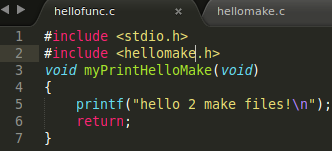 hellofunc.c × hellomake.c
1 #include <stdio.h>
2 #include <hellomake.h>
3 void myPrintHelloMake(void)
4 {
5 printf("hello 2 make files!\n");
6 return;
7 }